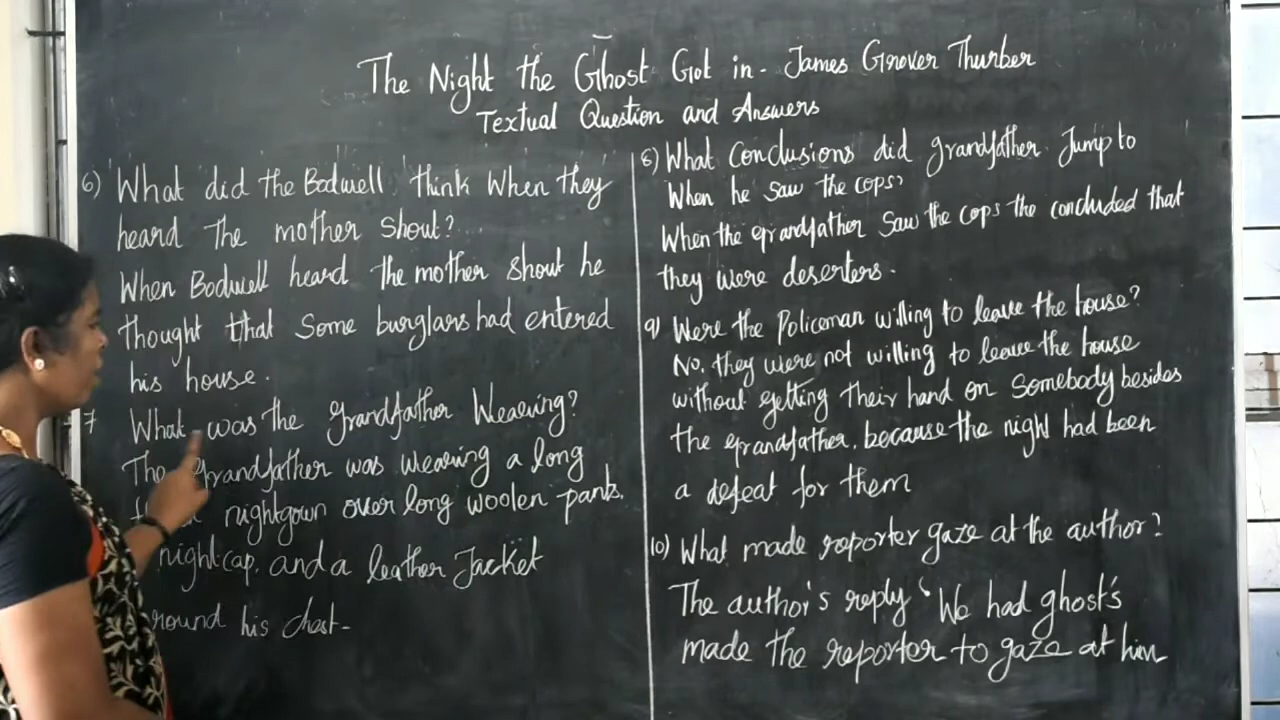 The Night the Ghost Got in - James Grover Thurber
Textual Question and Answers
6) What did the Bodwell think when they
heard the mother shout?
When Bodwell heard the mother shout he
thought that some burglars had entered
his house.
7 What was the grandfather Wearing?
The grandfather was wearing a long
nightgown over long woolen pants,
nightcap, and a leather Jacket
round his chest-
8) What Conclusions did grandfather Jump to
When he saw the cops?
When the grandfather saw the cops the concluded that
they were deserters.
9) Were the Policeman willing to leave the house?
No, they were not willing to leave the house
without getting their hand on somebody besides
the grandfather, because the night had been
a defeat for them
10) What made reporter gaze at the author?
The author's reply 'We had ghost's
made the reporter to gaze at him